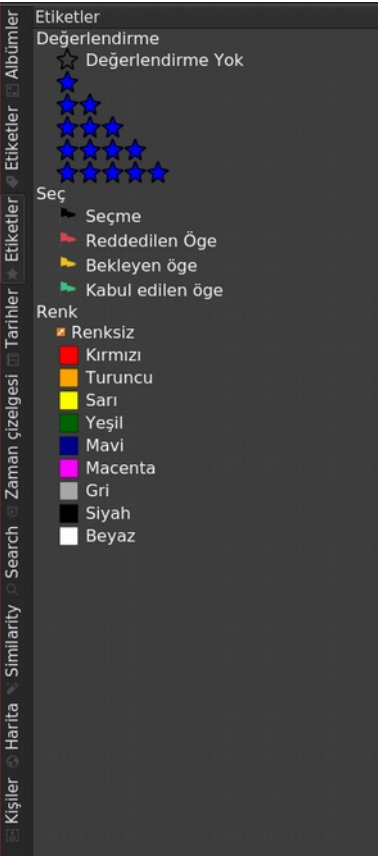 Etiketler
Değerlendirme
Değerlendirme Yok
Seç
Seçme
Reddedilen Öge
Bekleyen öge
Kabul edilen öge
Renk
Renksiz
Kırmızı
Turuncu
Sarı
Yeşil
Mavi
Macenta
Gri
Siyah
Beyaz
Albümler
Etiketler
Etiketler
Tarihler
Zaman çizelgesi
Search
Similarity
Harita
Kişiler